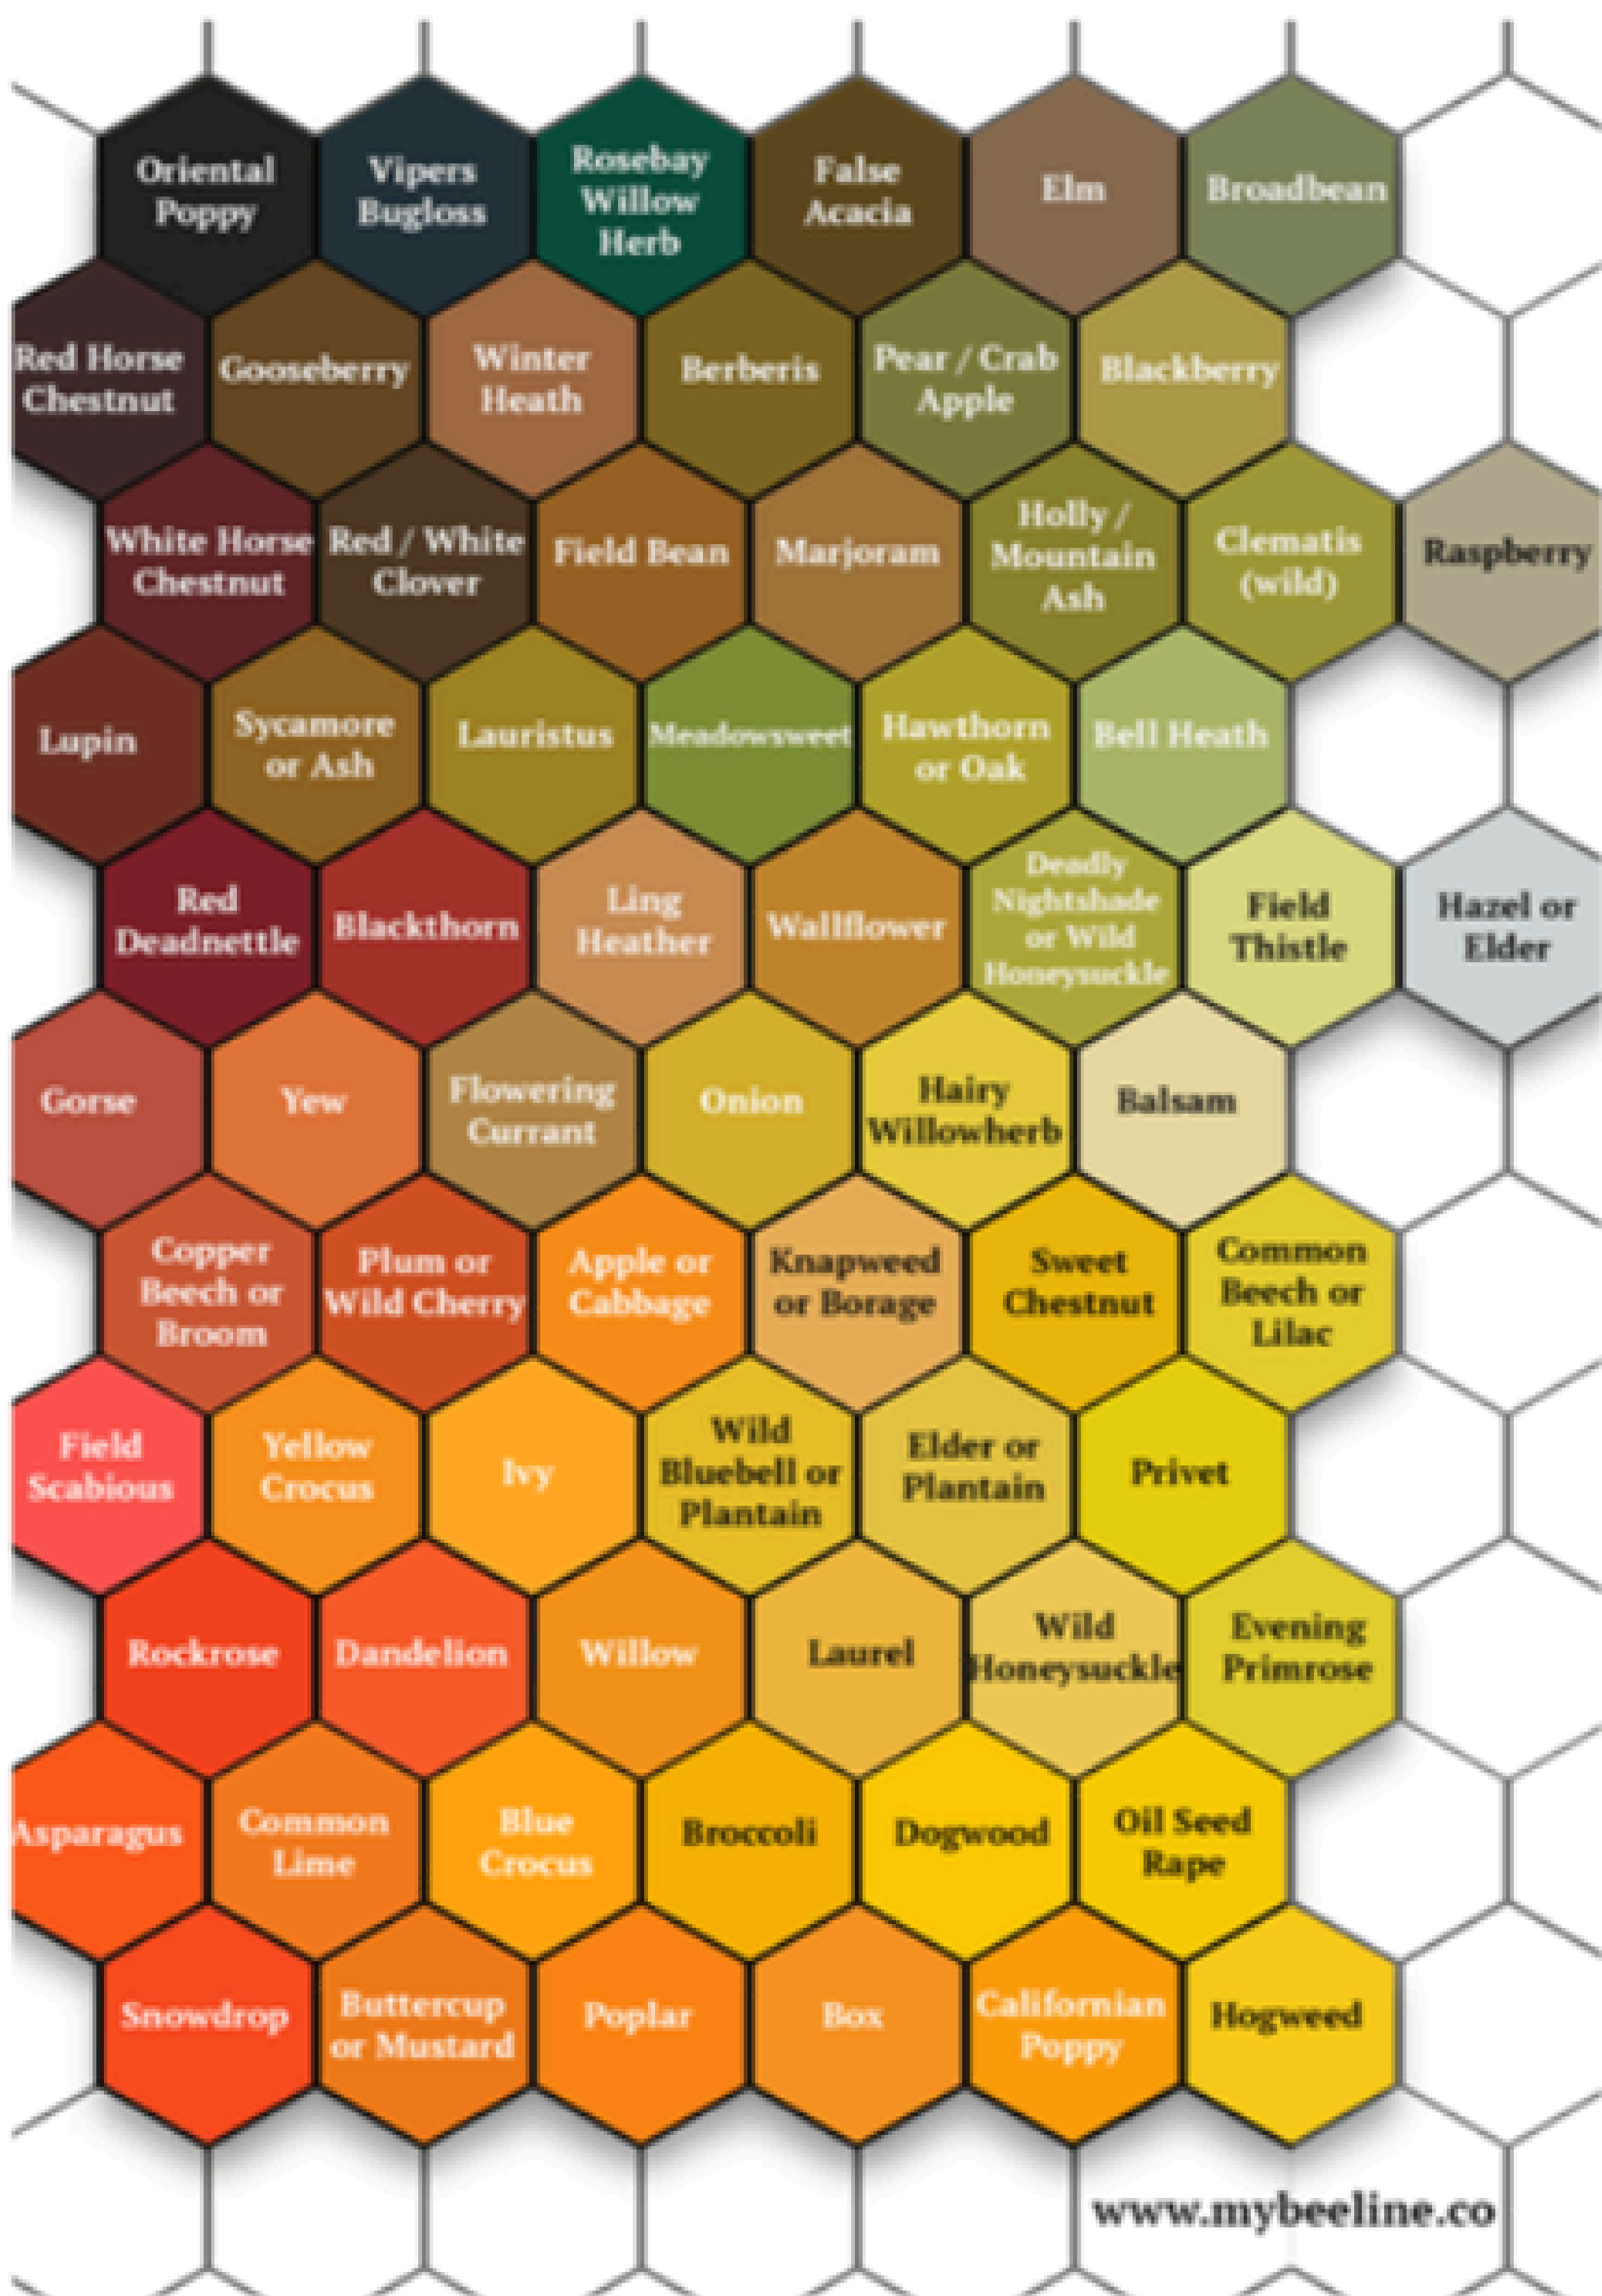 Oriental
Poppy
Vipers
Bugloss
Rosebay
Willow
Herb
False
Acacia
Elm
Broadbean
Red Horse
Chestnut
Gooseberry
Winter
Heath
Berberis
Pear / Crab
Apple
Blackberry
White Horse
Chestnut
Red / White
Clover
Field Bean
Marjoram
Holly /
Mountain
Ash
Clematis
(wild)
Raspberry
Lupin
Sycamore
or Ash
Lauristus
Meadowsweet
Hawthorn
or Oak
Bell Heath
Red
Deadnettle
Blackthorn
Ling
Heather
Wallflower
Deadly
Nightshade
or Wild
Honeysuckle
Field
Thistle
Hazel or
Elder
Gorse
Yew
Flowering
Currant
Onion
Hairy
Willowherb
Balsam
Copper
Beech or
Broom
Plum or
Wild Cherry
Apple or
Cabbage
Knapweed
or Borage
Sweet
Chestnut
Common
Beech or
Lilac
Field
Scabious
Yellow
Crocus
Ivy
Wild
Bluebell or
Plantain
Elder or
Plantain
Privet
Rockrose
Dandelion
Willow
Laurel
Wild
Honeysuckle
Evening
Primrose
Asparagus
Common
Lime
Blue
Crocus
Broccoli
Dogwood
Oil Seed
Rape
Snowdrop
Buttercup
or Mustard
Poplar
Box
Californian
Poppy
Hogweed
www.mybeeline.co